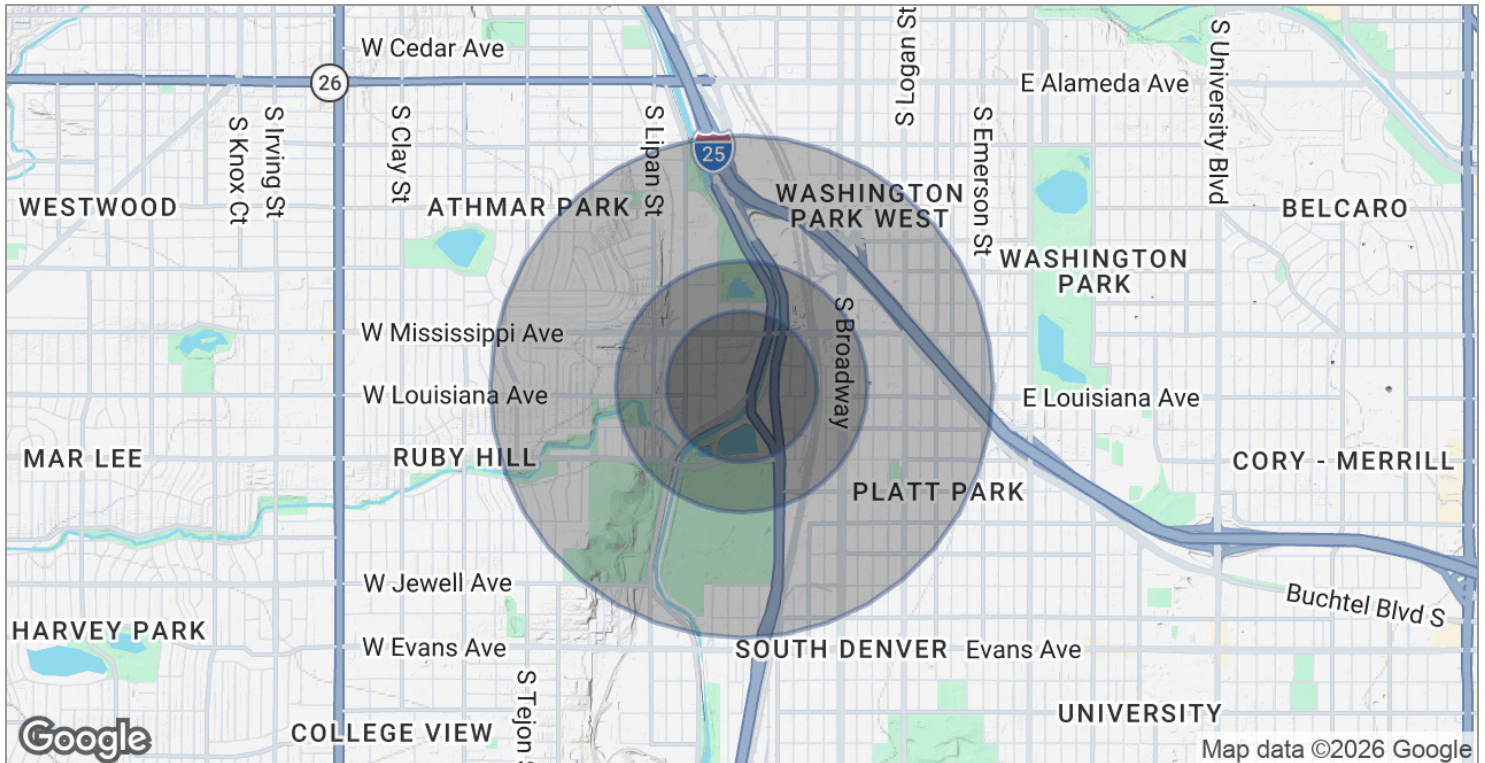 W Cedar Ave
26
E Alameda Ave
S Logan St
S University Blvd
S Knox Ct
S Irving St
S Clay St
S Lipan St
S Emerson St
25
WESTWOOD
ATHMAR PARK
WASHINGTON
PARK WEST
BELCARO
WASHINGTON
PARK
W Mississippi Ave
S Broadway
W Louisiana Ave
E Louisiana Ave
MAR LEE
RUBY HILL
CORY - MERRILL
PLATT PARK
W Jewell Ave
Buchtel Blvd S
HARVEY PARK
W Evans Ave
SOUTH DENVER
Evans Ave
S Tejon S
COLLEGE VIEW
UNIVERSITY
Google
Map data ©2026 Google